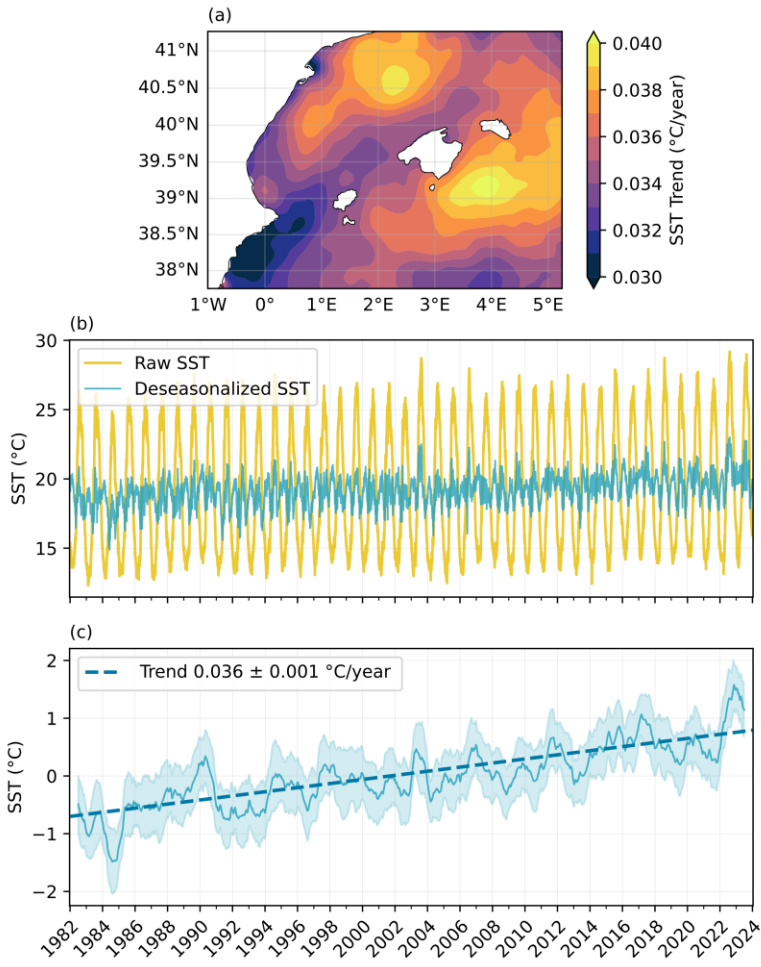 (a)
41°N
40.5°N
40°N
39.5°N
39°N
38.5°N
38°N
1°W
0°
1°E
2°E
3°E
4°E
5°E
0.040
0.038
0.036
0.034
0.032
0.030
SST Trend (°C/year)
(b)
30
25
20
15
SST (°C)
Raw SST
Deseasonalized SST
(c)
2
1
0
−1
−2
SST (°C)
Trend 0.036 ± 0.001 °C/year
1982
1984
1986
1988
1990
1992
1994
1996
1998
2000
2002
2004
2006
2008
2010
2012
2014
2016
2018
2020
2022
2024